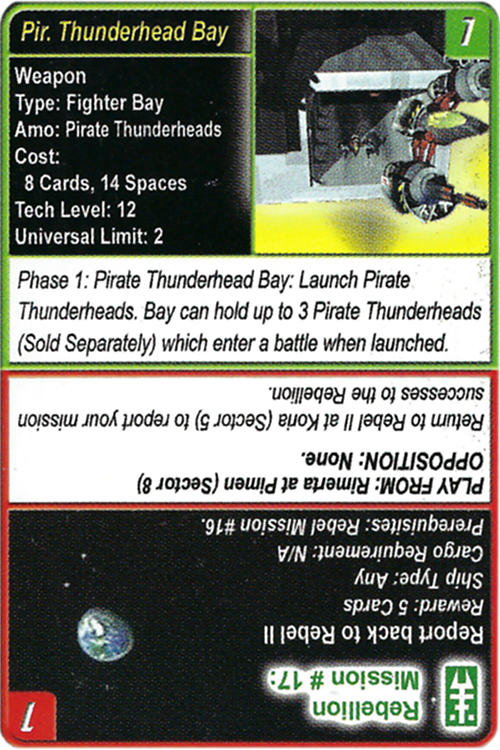 Pir. Thunderhead Bay
1
Weapon
Type: Fighter Bay
Amo: Pirate Thunderheads
Cost:
8 Cards, 14 Spaces
Tech Level: 12
Universal Limit: 2
Phase 1: Pirate Thunderhead Bay: Launch Pirate
Thunderheads. Bay can hold up to 3 Pirate Thunderheads
(Sold Separately) which enter a battle when launched.
1
Rebellion
Mission # 17:
Report back to Rebel II
Reward: 5 Cards
Ship Type: Any
Cargo Requirement: N/A
Prerequisites: Rebel Mission #16.
PLAY FROM: Rimerta at Pimen (Sector 8)
OPPOSITION: None.
Return to Rebel II at Koria (Sector 5) to report your mission
successes to the Rebellion.